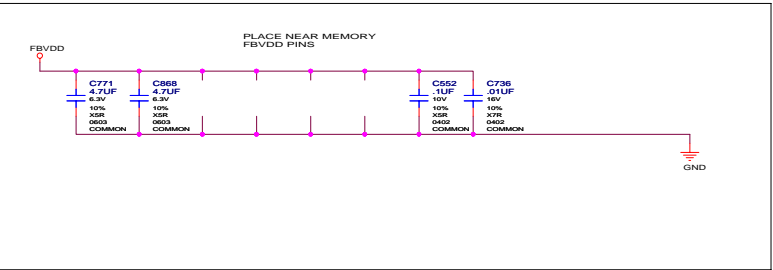 PLACE NEAR MEMORY
FBVDD PINS
FBVDD
C771
4.7UF
6.3V
10%
X5R
0603
COMMON
C868
4.7UF
6.3V
10%
X5R
0603
COMMON
C552
.1UF
10V
10%
X5R
0402
COMMON
C736
.01UF
16V
10%
X7R
0402
COMMON
GND